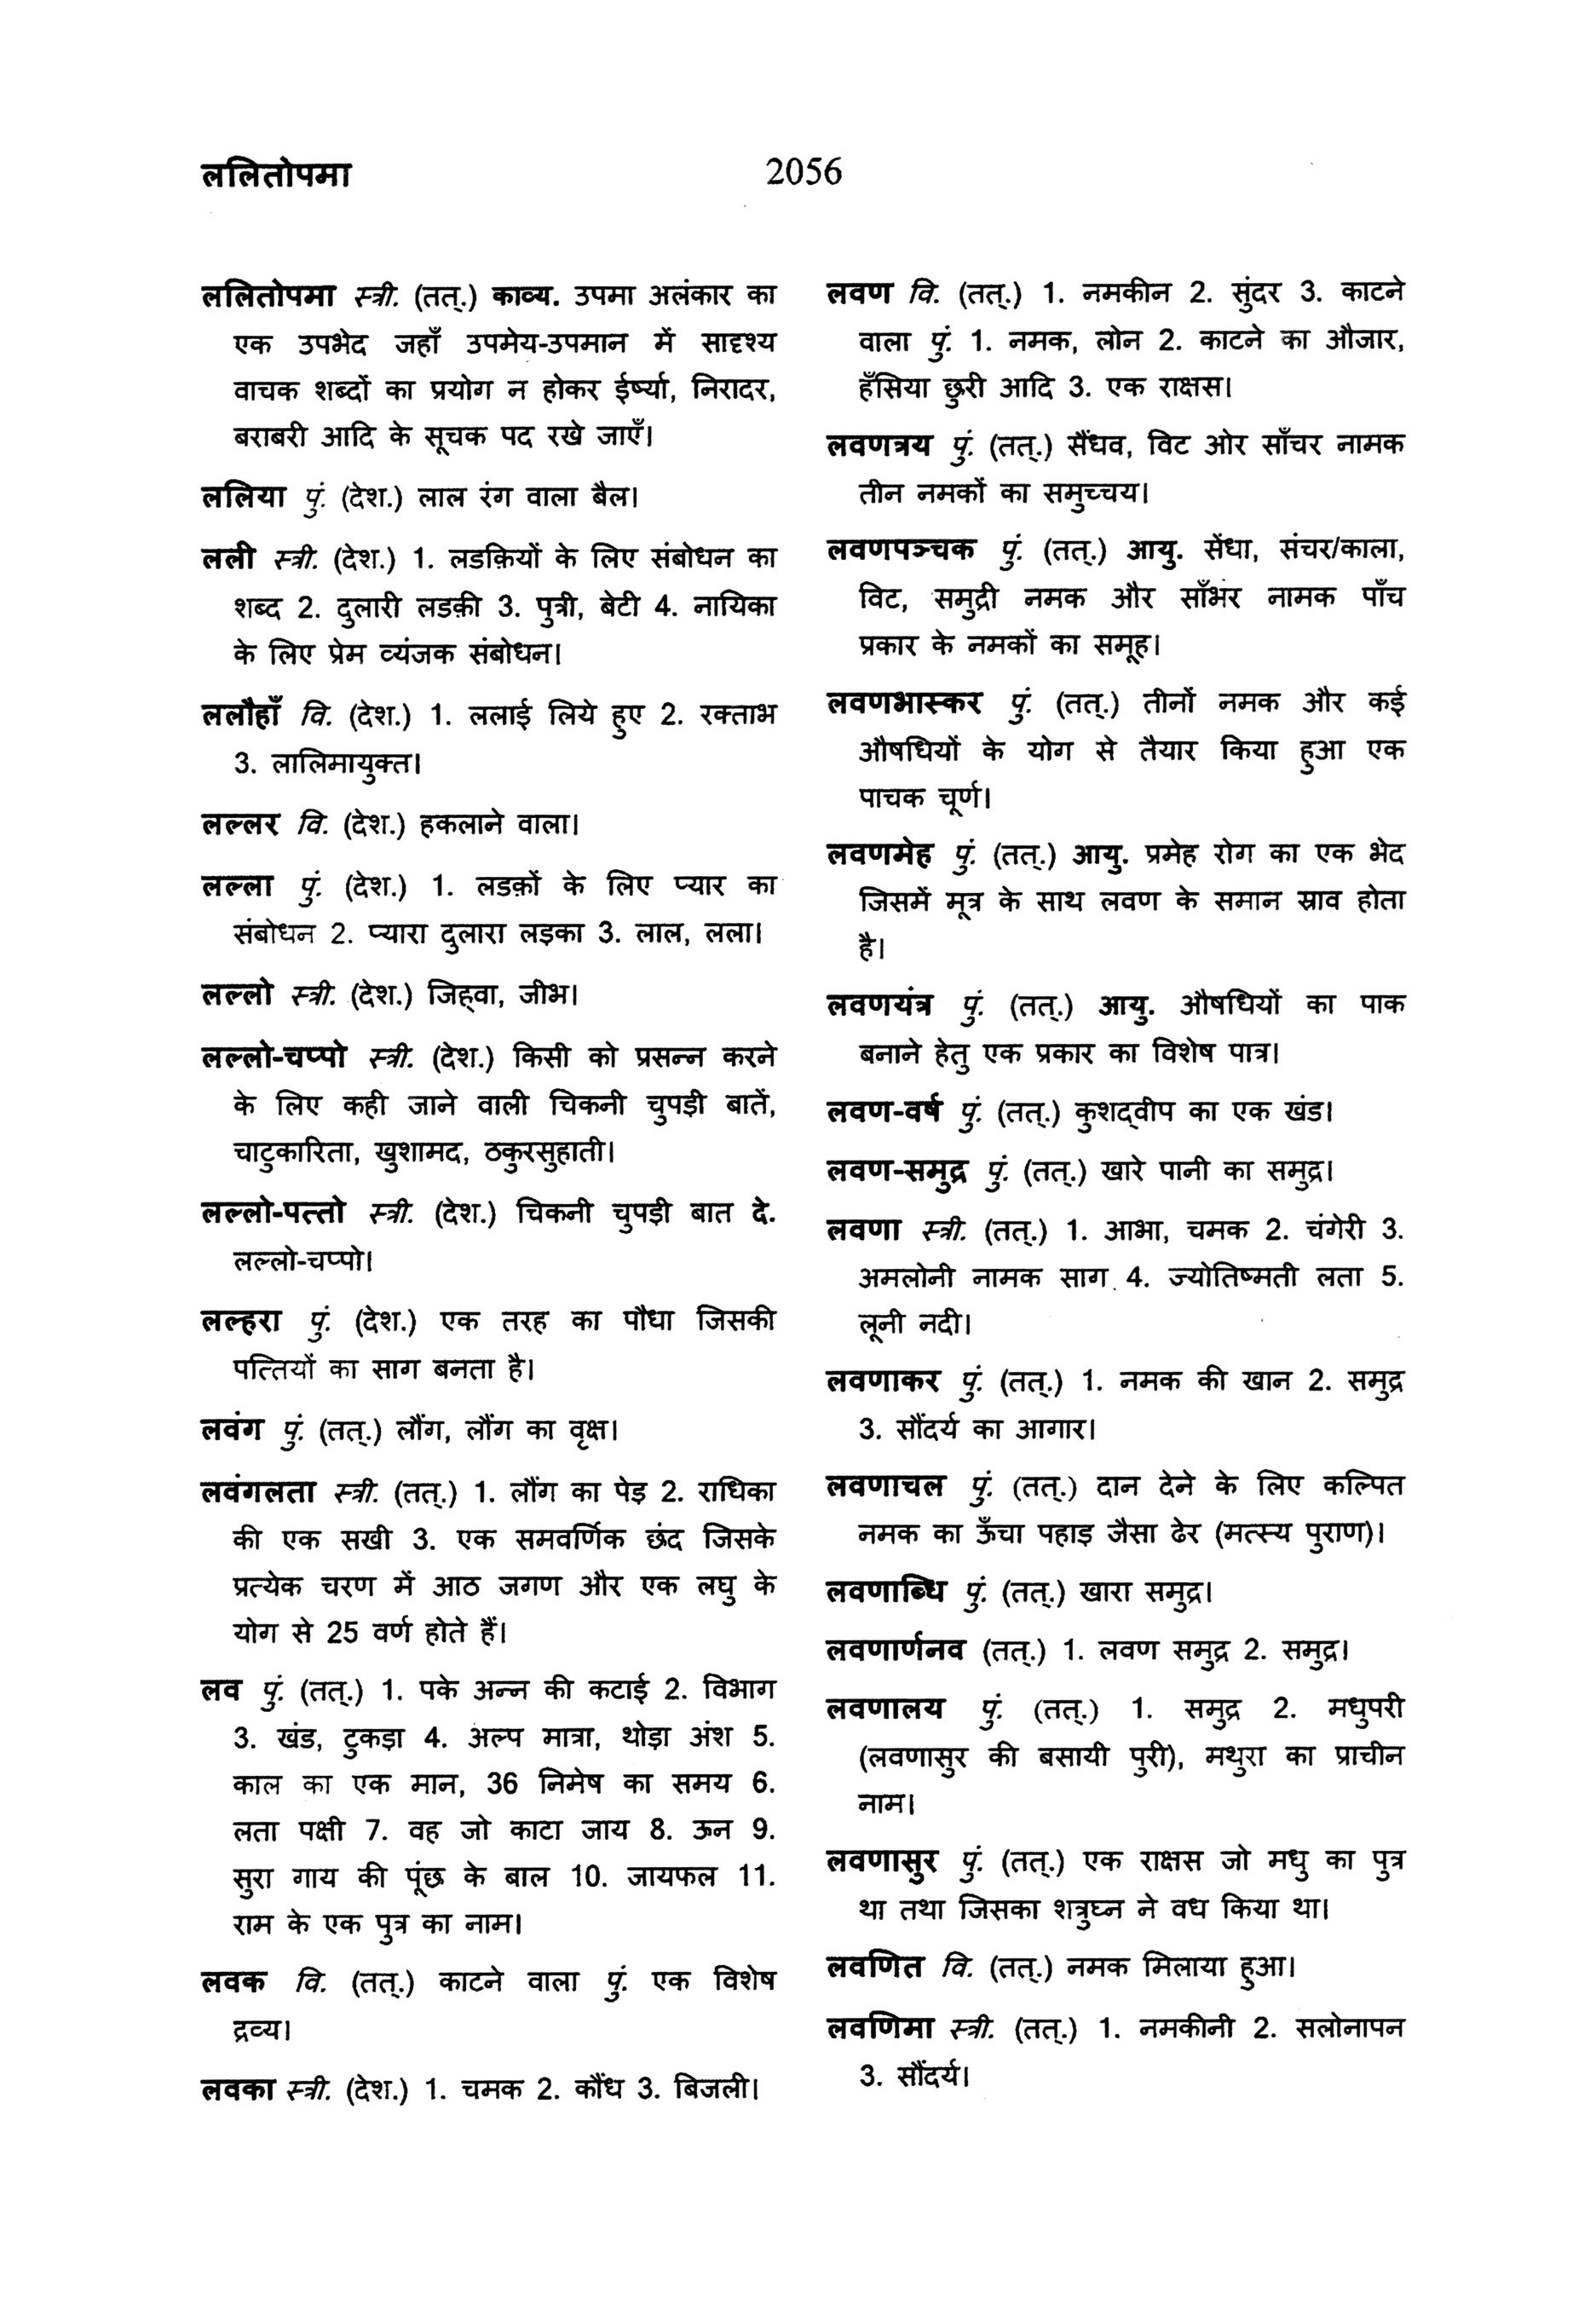 ललितोपमा
2056
ललितोपमा स्त्री. (तत्.) काव्य. उपमा अलंकार का
एक उपभेद जहाँ उपमेय-उपमान में सादृश्य
वाचक शब्दों का प्रयोग न होकर ईर्ष्या, निरादर,
बराबरी आदि के सूचक पद रखे जाएँ।
ललिया पुं. (देश.) लाल रंग वाला बैल।
लली स्त्री. (देश.) 1. लडक़ियों के लिए संबोधन का
शब्द 2. दुलारी लडक़ी 3. पुत्री, बेटी 4. नायिका
के लिए प्रेम व्यंजक संबोधन।
ललौहाँ वि. (देश.) 1. ललाई लिये हुए 2. रक्ताभ
3. लालिमायुक्त।
लल्लर वि. (देश.) हकलाने वाला।
लल्ला पुं. (देश.) 1. लडक़ों के लिए प्यार का
संबोधन 2. प्यारा दुलारा लड़का 3. लाल, लला।
लल्लो स्त्री. (देश.) जिह्वा, जीभ।
लल्लो-चप्पो स्त्री. (देश.) किसी को प्रसन्न करने
के लिए कही जाने वाली चिकनी चुपड़ी बातें,
चाटुकारिता, खुशामद, ठकुरसुहाती।
लल्लो-पत्तो स्त्री. (देश.) चिकनी चुपड़ी बात दे.
लल्लो-चप्पो।
लल्हरा पुं. (देश.) एक तरह का पौधा जिसकी
पत्तियों का साग बनता है।
लवंग पुं. (तत्.) लौंग, लौंग का वृक्ष।
लवंगलता स्त्री. (तत्.) 1. लौंग का पेड़ 2. राधिका
की एक सखी 3. एक समवर्णिक छंद जिसके
प्रत्येक चरण में आठ जगण और एक लघु के
योग से 25 वर्ण होते हैं।
लव पुं. (तत्.) 1. पके अन्न की कटाई 2. विभाग
3. खंड, टुकड़ा 4. अल्प मात्रा, थोड़ा अंश 5.
काल का एक मान, 36 निमेष का समय 6.
लता पक्षी 7. वह जो काटा जाय 8. ऊन 9.
सुरा गाय की पूंछ के बाल 10. जायफल 11.
राम के एक पुत्र का नाम।
लवक वि. (तत्.) काटने वाला पुं. एक विशेष
द्रव्य।
लवका स्त्री. (देश.) 1. चमक 2. कौंध 3. बिजली।
लवण वि. (तत्.) 1. नमकीन 2. सुंदर 3. काटने
वाला पुं. 1. नमक, लोन 2. काटने का औजार,
हँसिया छुरी आदि 3. एक राक्षस।
लवणत्रय पुं. (तत्.) सैंधव, विट ओर साँचर नामक
तीन नमकों का समुच्चय।
लवणपञ्चक पुं. (तत्.) आयु. सेंधा, संचर/काला,
विट, समुद्री नमक और साँभर नामक पाँच
प्रकार के नमकों का समूह।
लवणभास्कर पुं. (तत्.) तीनों नमक और कई
औषधियों के योग से तैयार किया हुआ एक
पाचक चूर्ण।
लवणमेह पुं. (तत्.) आयु. प्रमेह रोग का एक भेद
जिसमें मूत्र के साथ लवण के समान स्राव होता
है।
लवणयंत्र पुं. (तत्.) आयु. औषधियों का पाक
बनाने हेतु एक प्रकार का विशेष पात्र।
लवण-वर्ष पुं. (तत्.) कुशद्वीप का एक खंड।
लवण-समुद्र पुं. (तत्.) खारे पानी का समुद्र।
लवणा स्त्री. (तत्.) 1. आभा, चमक 2. चंगेरी 3.
अमलोनी नामक साग 4. ज्योतिष्मती लता 5.
लूनी नदी।
लवणाकर पुं. (तत्.) 1. नमक की खान 2. समुद्र
3. सौंदर्य का आगार।
लवणाचल पुं. (तत्.) दान देने के लिए कल्पित
नमक का ऊँचा पहाड़ जैसा ढेर (मत्स्य पुराण)।
लवणाब्धि पुं. (तत्.) खारा समुद्र।
लवणार्णनव (तत्.) 1. लवण समुद्र 2. समुद्र।
लवणालय पुं. (तत्.) 1. समुद्र 2. मधुपरी
(लवणासुर की बसायी पुरी), मथुरा का प्राचीन
नाम।
लवणासुर पुं. (तत्.) एक राक्षस जो मधु का पुत्र
था तथा जिसका शत्रुघ्न ने वध किया था।
लवणित वि. (तत्.) नमक मिलाया हुआ।
लवणिमा स्त्री. (तत्.) 1. नमकीनी 2. सलोनापन
3. सौंदर्य।